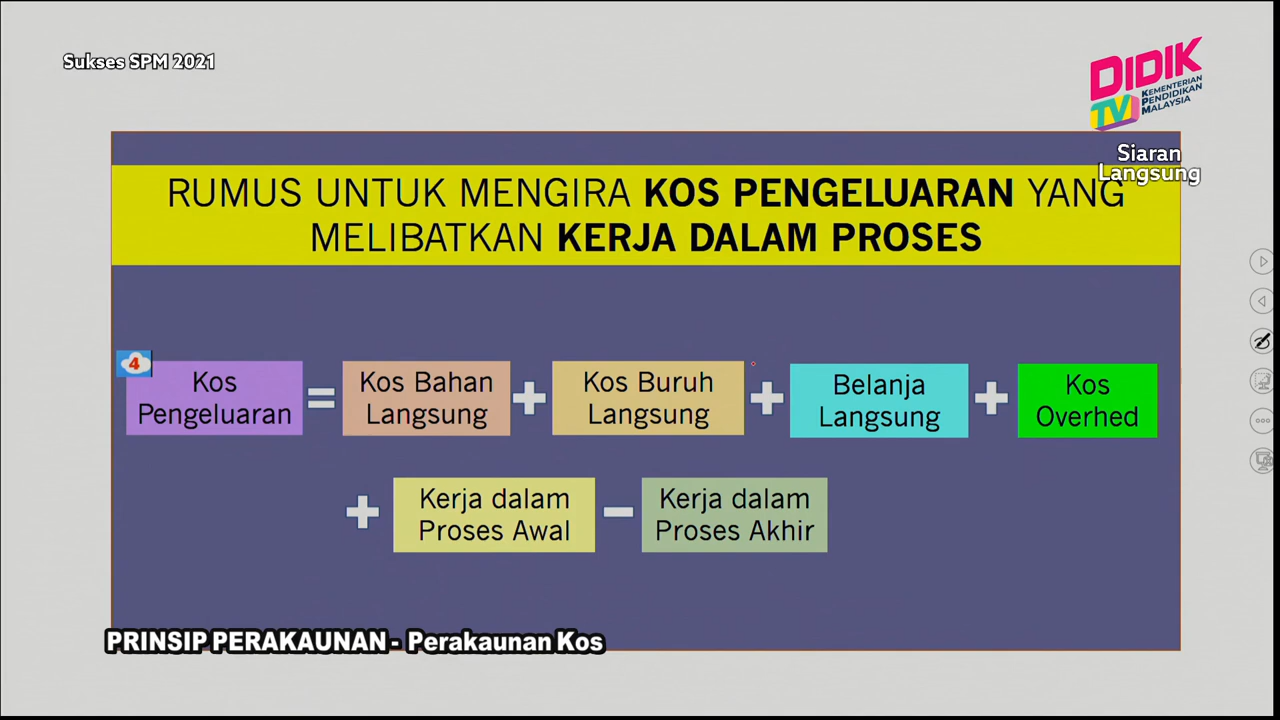 Sukses SPM 2021
DIDIK
TV
KEMENTERIAN
PENDIDIKAN
MALAYSIA
Siaran
Langsung
RUMUS UNTUK MENGIRA KOS PENGELUARAN YANG
MELIBATKAN KERJA DALAM PROSES
4
Kos
Pengeluaran
=
Kos Bahan
Langsung
+
Kos Buruh
Langsung
+
Belanja
Langsung
+
Kos
Overhed
+
Kerja dalam
Proses Awal
−
Kerja dalam
Proses Akhir
PRINSIP PERAKAUNAN - Perakaunan Kos